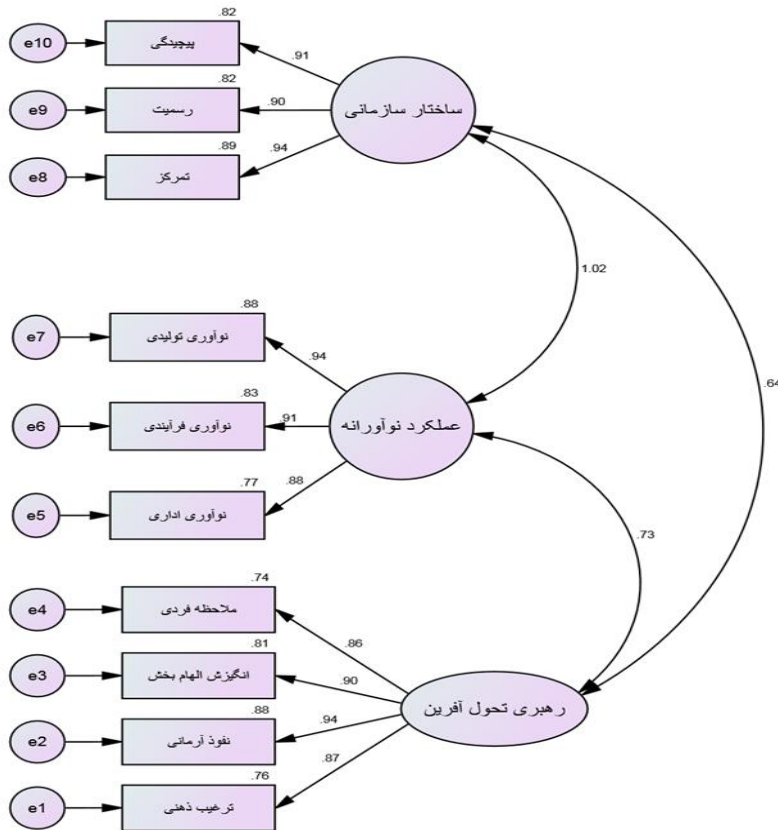 .82
e10
پیچیدگی
.91
.82
e9
رسمیت
.90
ساختار سازمانی
.89
e8
تمرکز
.94
1.02
.64
.88
e7
نوآوری تولیدی
.94
.83
e6
نوآوری فرآیندی
.91
عملکرد نوآورانه
.77
e5
نوآوری اداری
.88
.73
.74
e4
ملاحظه فردی
.86
.81
e3
انگیزش الهام بخش
.90
رهبری تحول آفرین
.88
e2
نفوذ آرمانی
.94
.76
e1
ترغیب ذهنی
.87